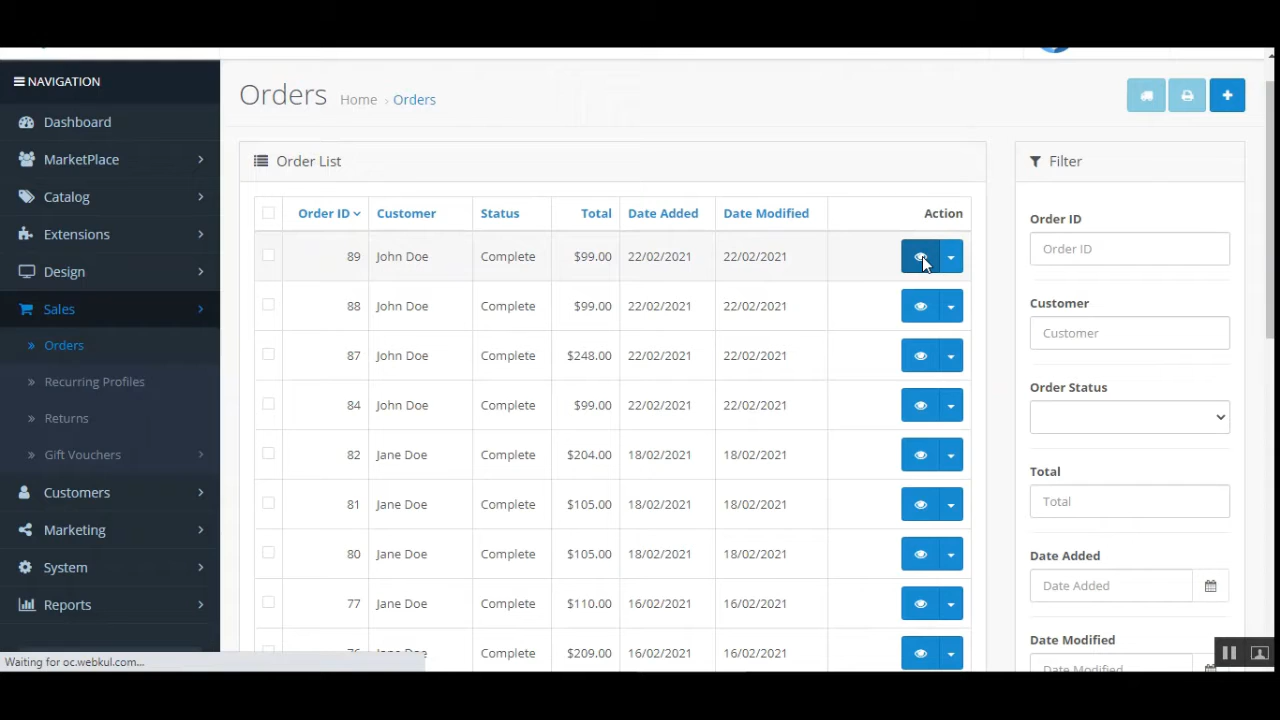 NAVIGATION
Dashboard
MarketPlace
Catalog
Extensions
Design
Sales
Orders
Recurring Profiles
Returns
Gift Vouchers
Customers
Marketing
System
Reports
Waiting for oc.webkul.com...
Orders Home › Orders
Order List
Order ID Customer Status Total Date Added Date Modified Action
89 John Doe Complete $99.00 22/02/2021 22/02/2021
88 John Doe Complete $99.00 22/02/2021 22/02/2021
87 John Doe Complete $248.00 22/02/2021 22/02/2021
84 John Doe Complete $99.00 22/02/2021 22/02/2021
82 Jane Doe Complete $204.00 18/02/2021 18/02/2021
81 Jane Doe Complete $105.00 18/02/2021 18/02/2021
80 Jane Doe Complete $105.00 18/02/2021 18/02/2021
77 Jane Doe Complete $110.00 16/02/2021 16/02/2021
76 Jane Doe Complete $209.00 16/02/2021 16/02/2021
Filter
Order ID
Order ID
Customer
Customer
Order Status
Total
Total
Date Added
Date Added
Date Modified
Date Modified